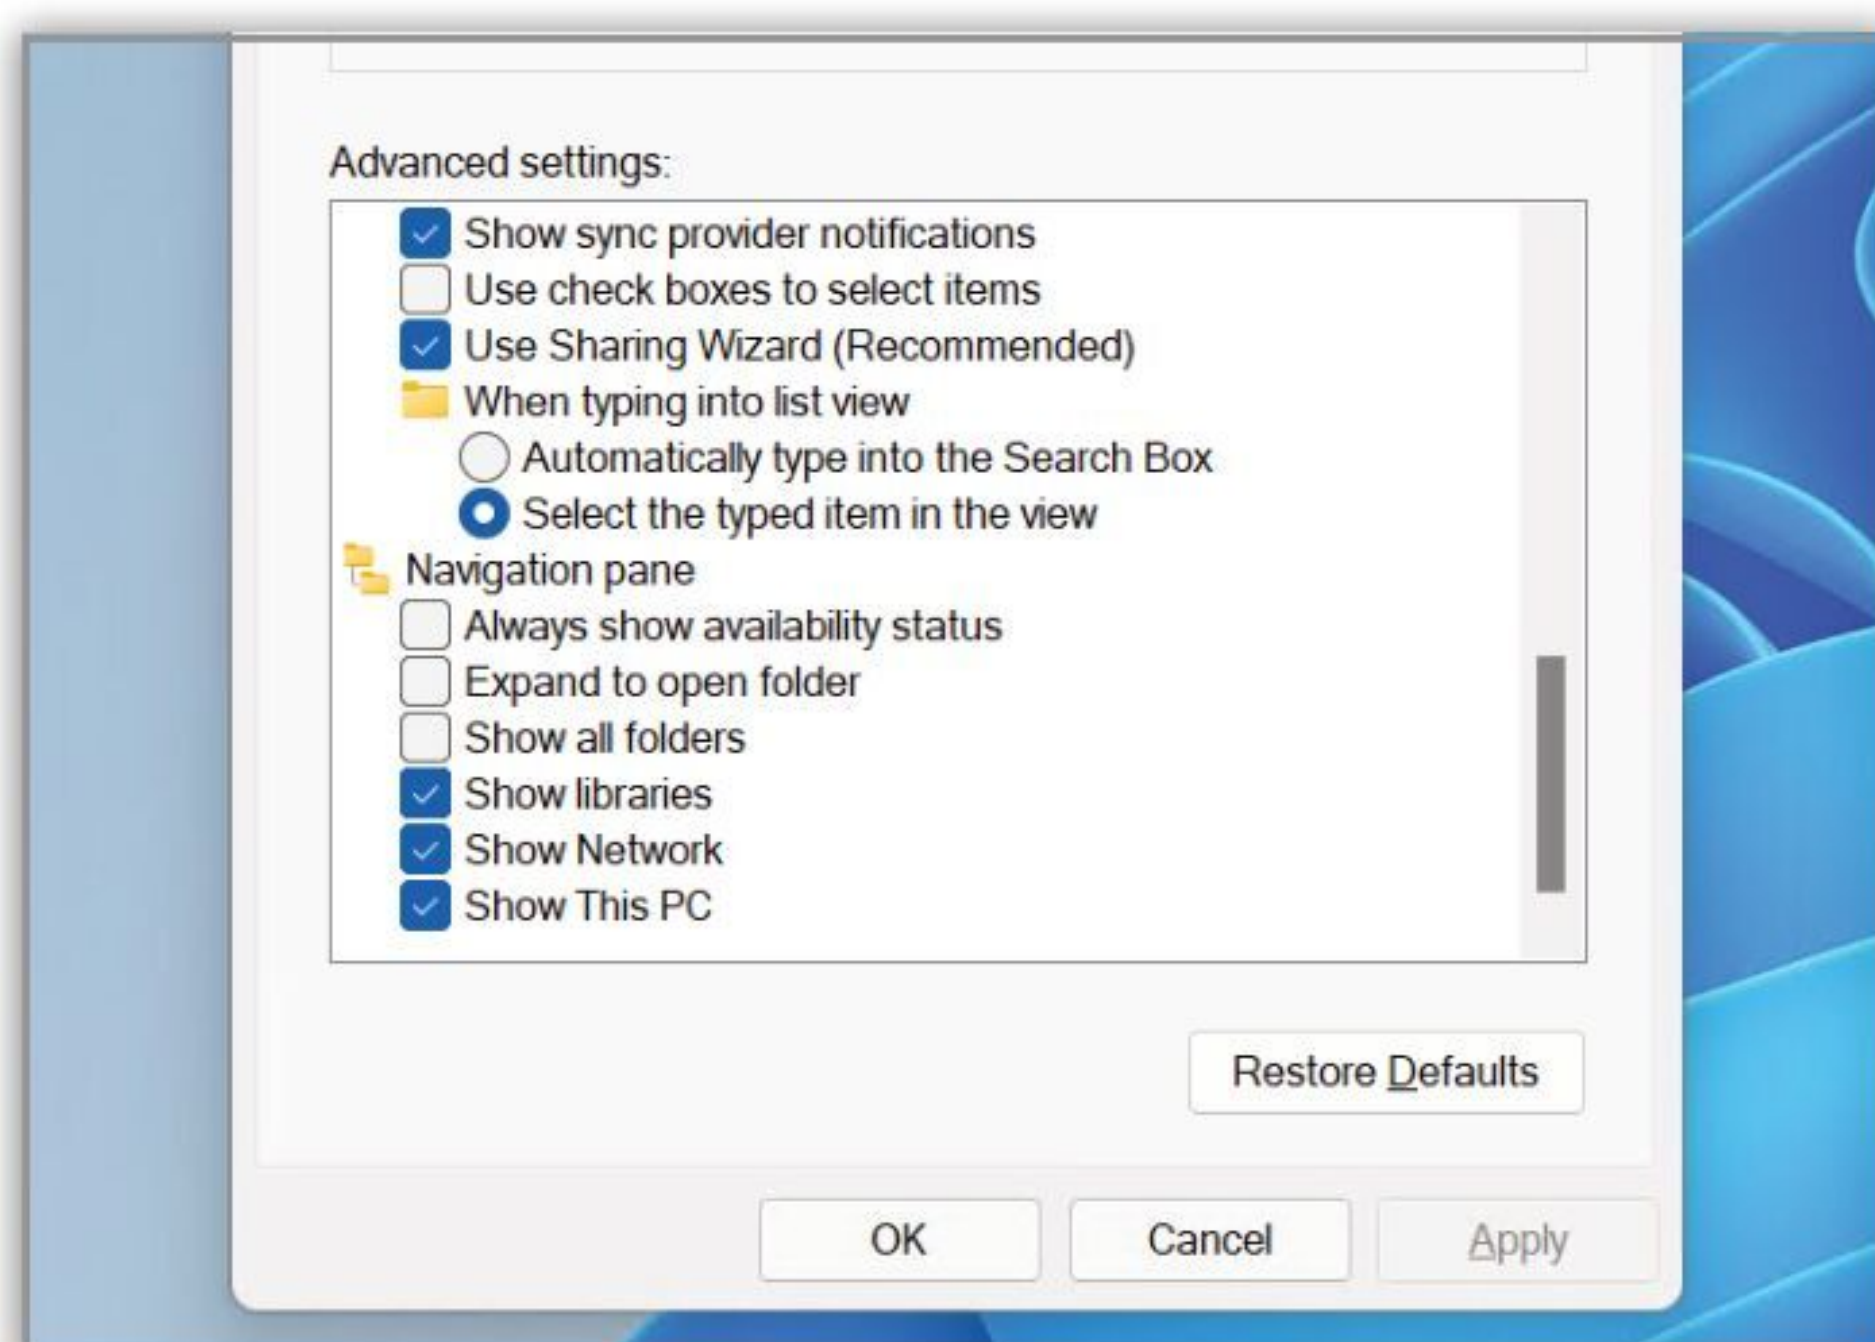 Advanced settings:
Show sync provider notifications
Use check boxes to select items
Use Sharing Wizard (Recommended)
When typing into list view
Automatically type into the Search Box
Select the typed item in the view
Navigation pane
Always show availability status
Expand to open folder
Show all folders
Show libraries
Show Network
Show This PC
Restore Defaults
OK Cancel Apply